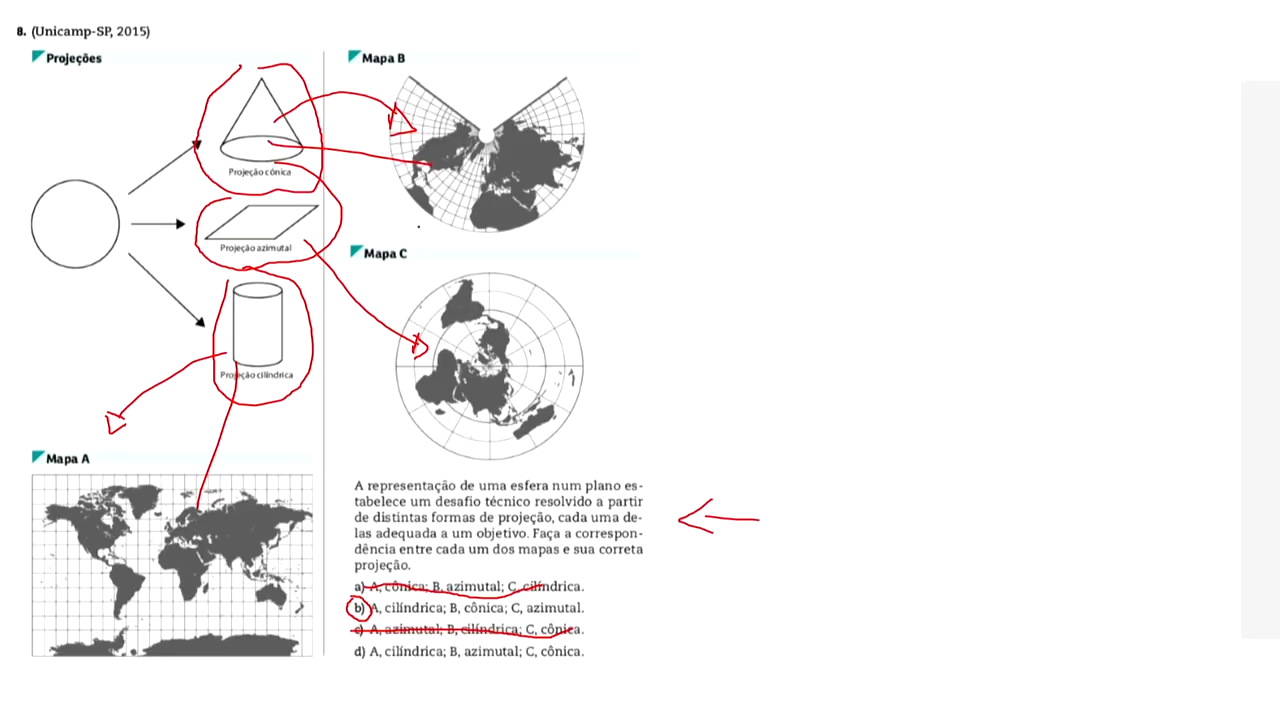 8. (Unicamp-SP, 2015)
Projeções
Projeção cônica
Projeção azimutal
Projeção cilíndrica
Mapa A
Mapa B
Mapa C
A representação de uma esfera num plano es-
tabelece um desafio técnico resolvido a partir
de distintas formas de projeção, cada uma de-
las adequada a um objetivo. Faça a correspon-
dência entre cada um dos mapas e sua correta
projeção.
a) A, cônica; B, azimutal; C, cilíndrica.
b) A, cilíndrica; B, cônica; C, azimutal.
c) A, azimutal; B, cilíndrica; C, cônica.
d) A, cilíndrica; B, azimutal; C, cônica.